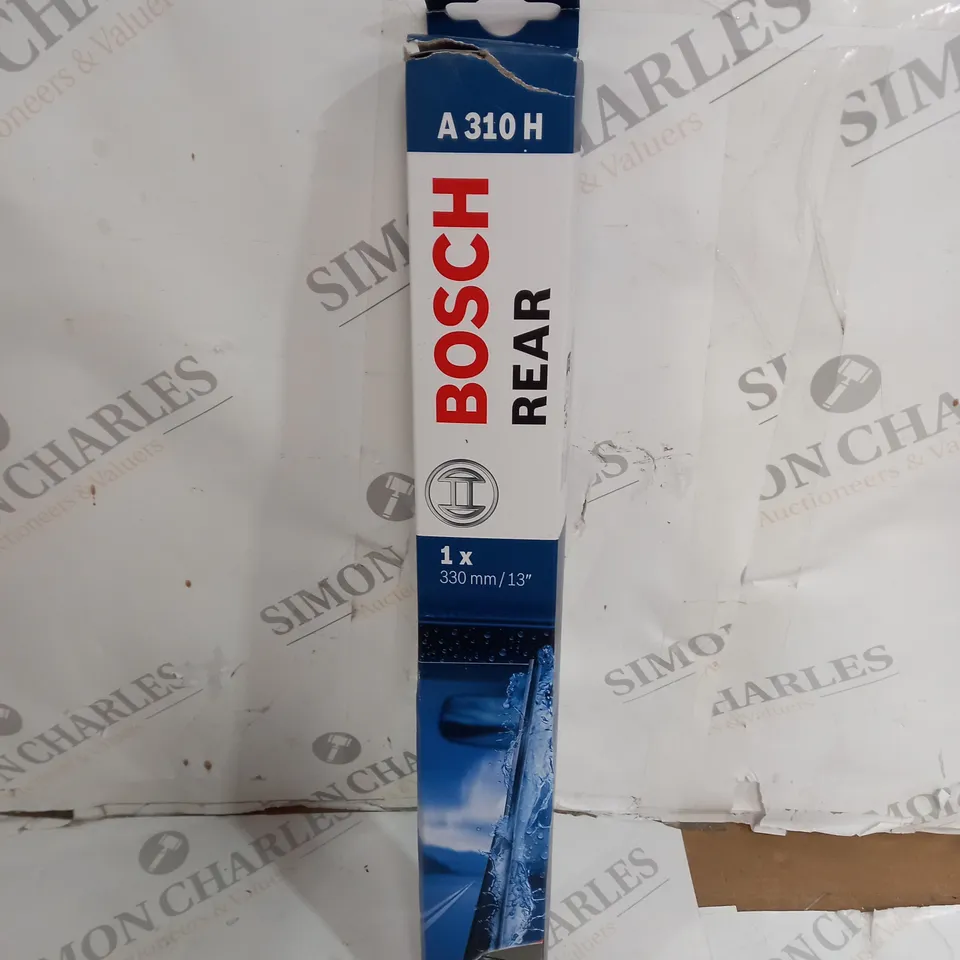 A 310 H
BOSCH
REAR
1 x
330 mm/13"
SIMON CHARLES
Auctioneers & Valuers